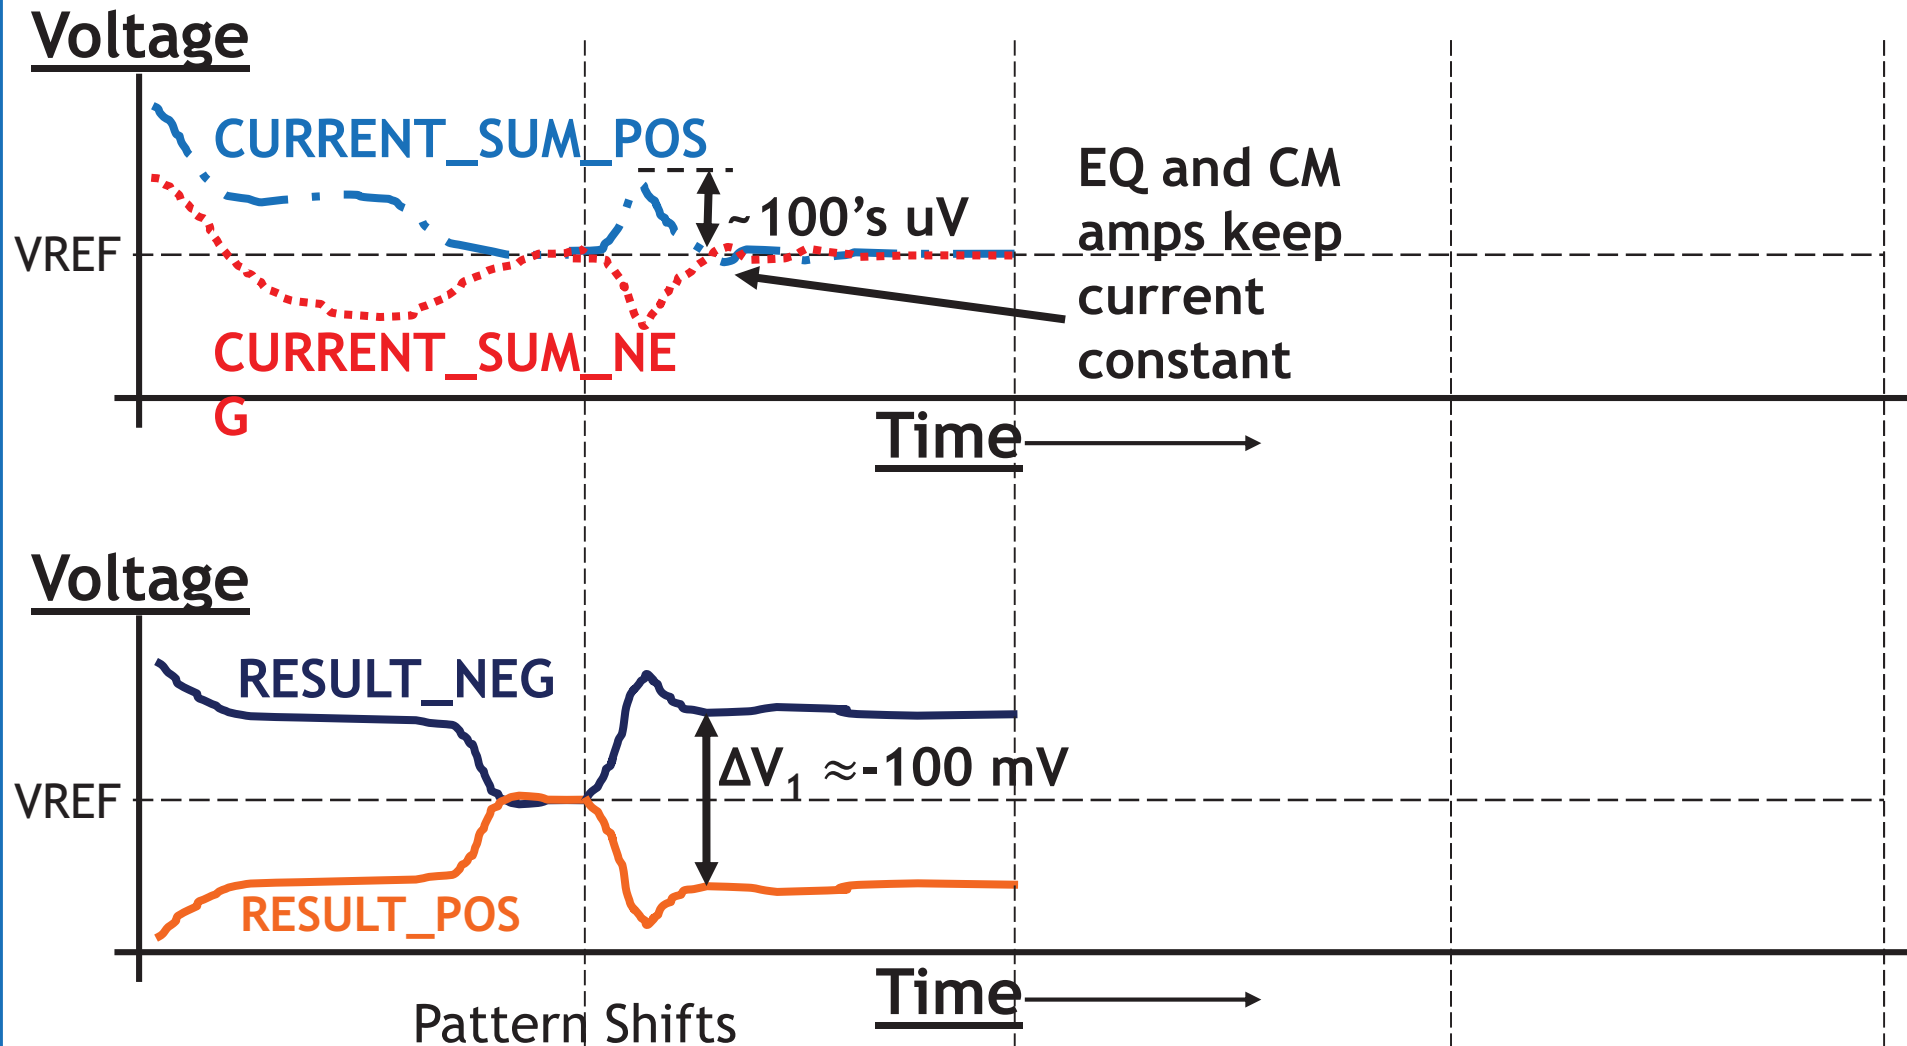 Voltage
CURRENT_SUM_POS
VREF
~100's uV
EQ and CM
amps keep
current
constant
CURRENT_SUM_NE
G
Time
Voltage
RESULT_NEG
VREF
ΔV₁ ≈-100 mV
RESULT_POS
Time
Pattern Shifts